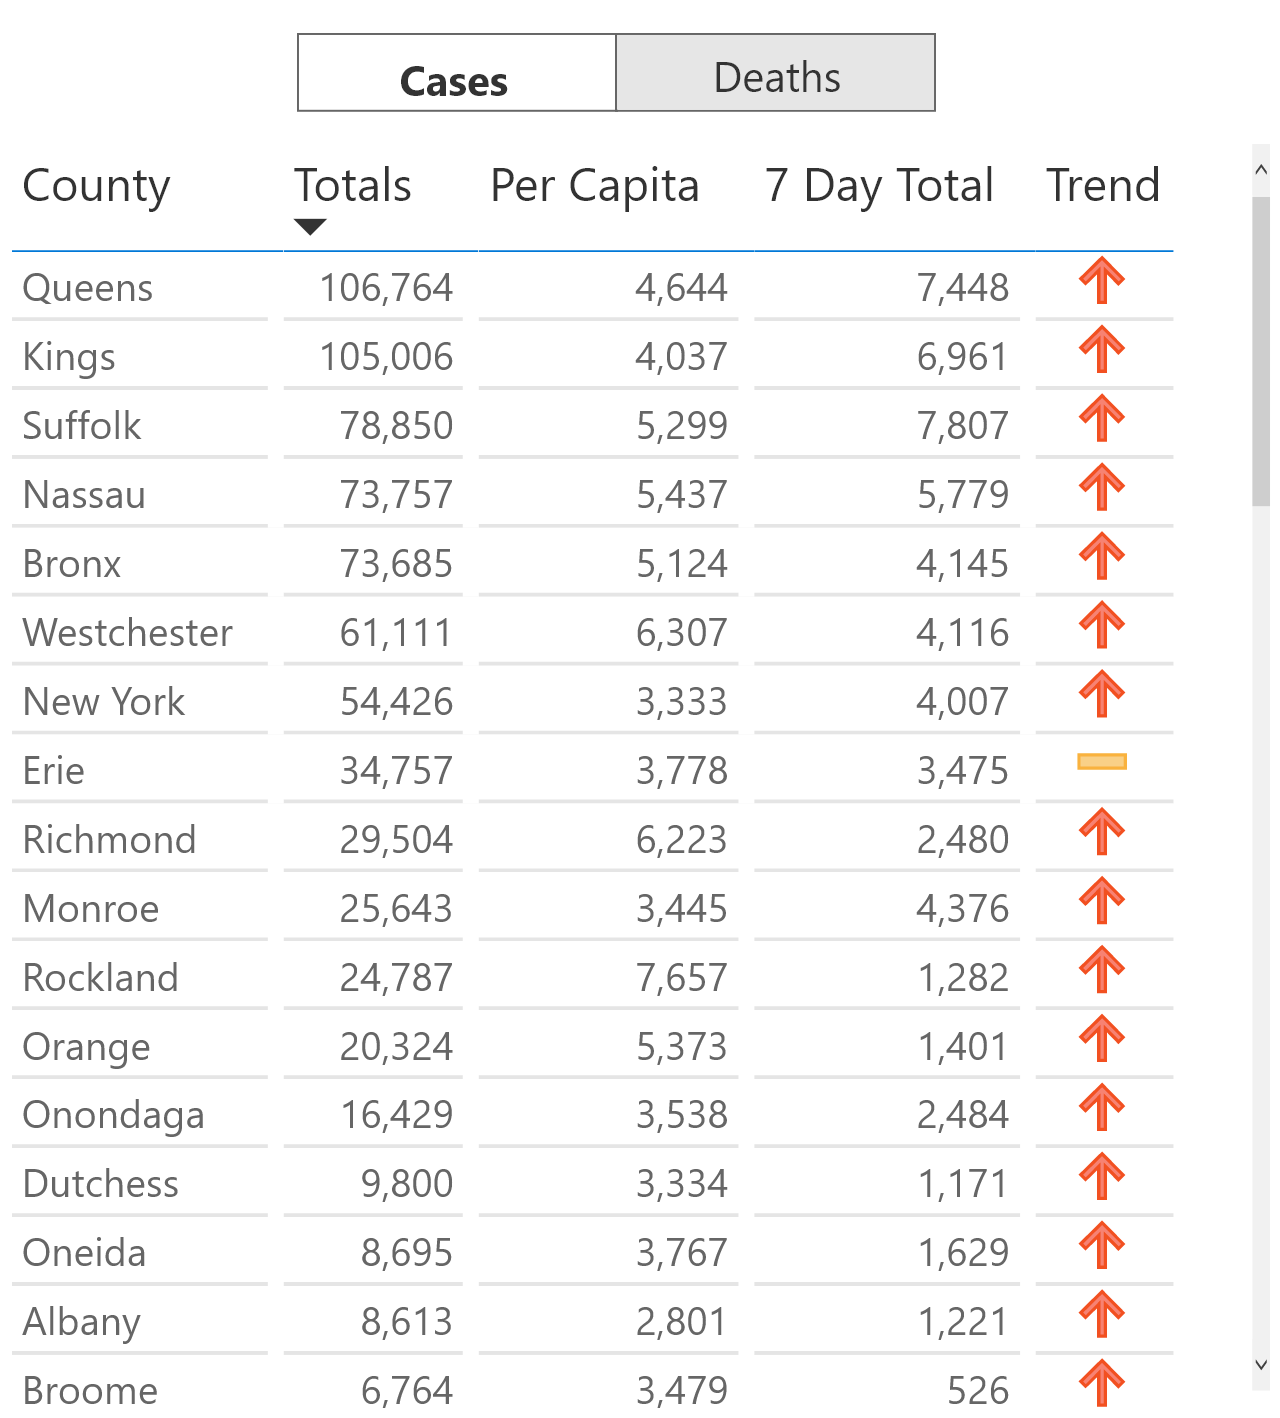 Cases Deaths
County Totals Per Capita 7 Day Total Trend
Queens 106,764 4,644 7,448
Kings 105,006 4,037 6,961
Suffolk 78,850 5,299 7,807
Nassau 73,757 5,437 5,779
Bronx 73,685 5,124 4,145
Westchester 61,111 6,307 4,116
New York 54,426 3,333 4,007
Erie 34,757 3,778 3,475
Richmond 29,504 6,223 2,480
Monroe 25,643 3,445 4,376
Rockland 24,787 7,657 1,282
Orange 20,324 5,373 1,401
Onondaga 16,429 3,538 2,484
Dutchess 9,800 3,334 1,171
Oneida 8,695 3,767 1,629
Albany 8,613 2,801 1,221
Broome 6,764 3,479 526